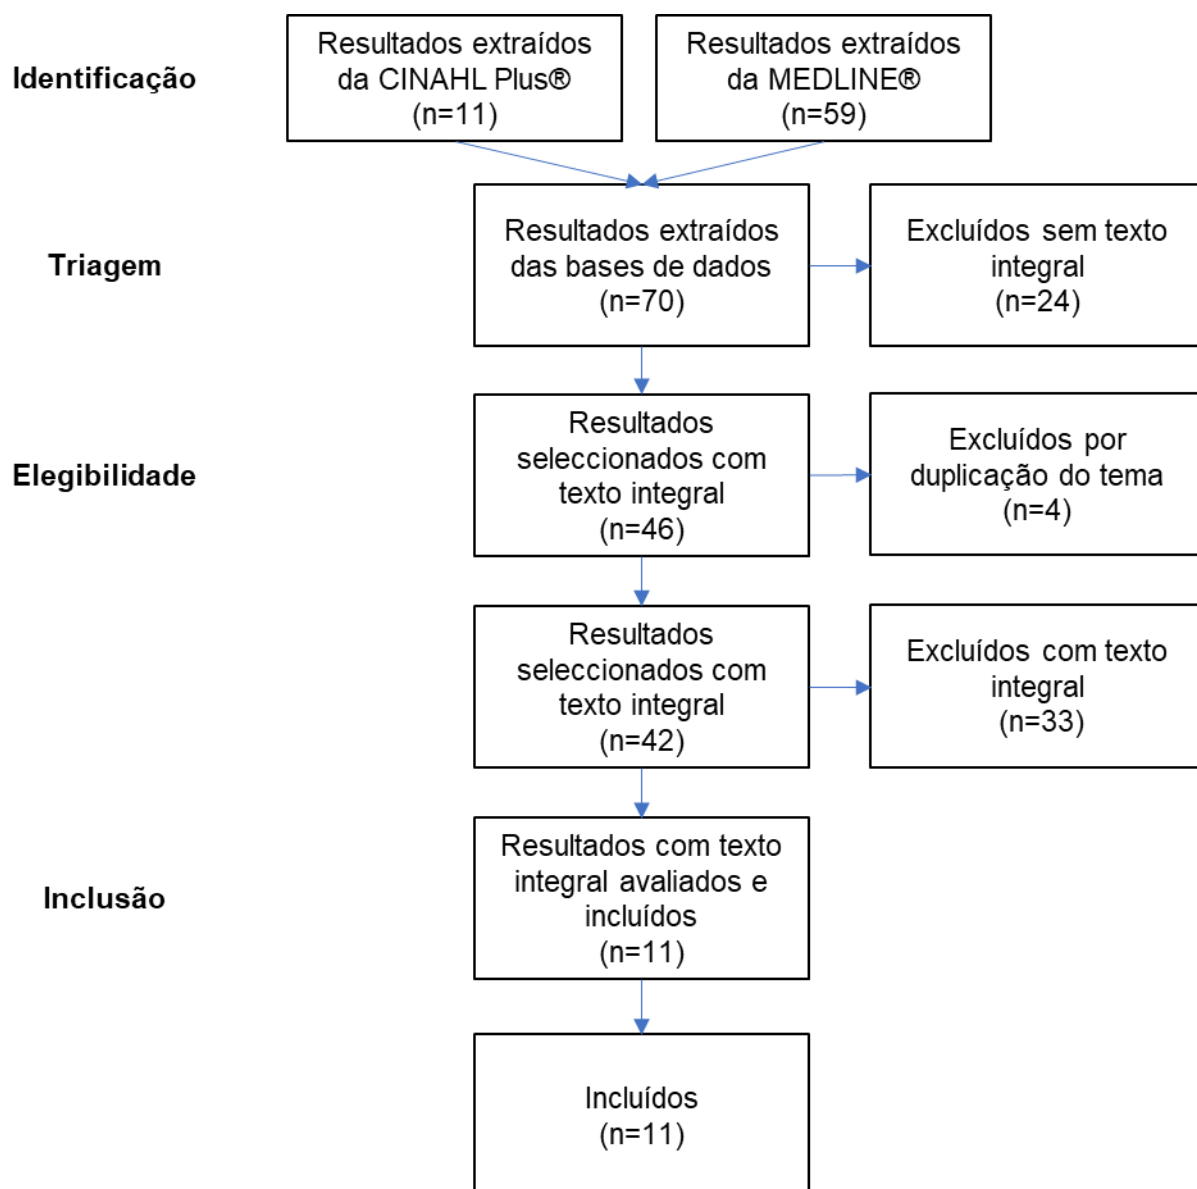 Identificação
Resultados extraídos
da CINAHL Plus®
(n=11)
Resultados extraídos
da MEDLINE®
(n=59)
Triagem
Resultados extraídos
das bases de dados
(n=70)
Excluídos sem texto
integral
(n=24)
Elegibilidade
Resultados
seleccionados com
texto integral
(n=46)
Excluídos por
duplicação do tema
(n=4)
Resultados
seleccionados com
texto integral
(n=42)
Excluídos com texto
integral
(n=33)
Inclusão
Resultados com texto
integral avaliados e
incluídos
(n=11)
Incluídos
(n=11)